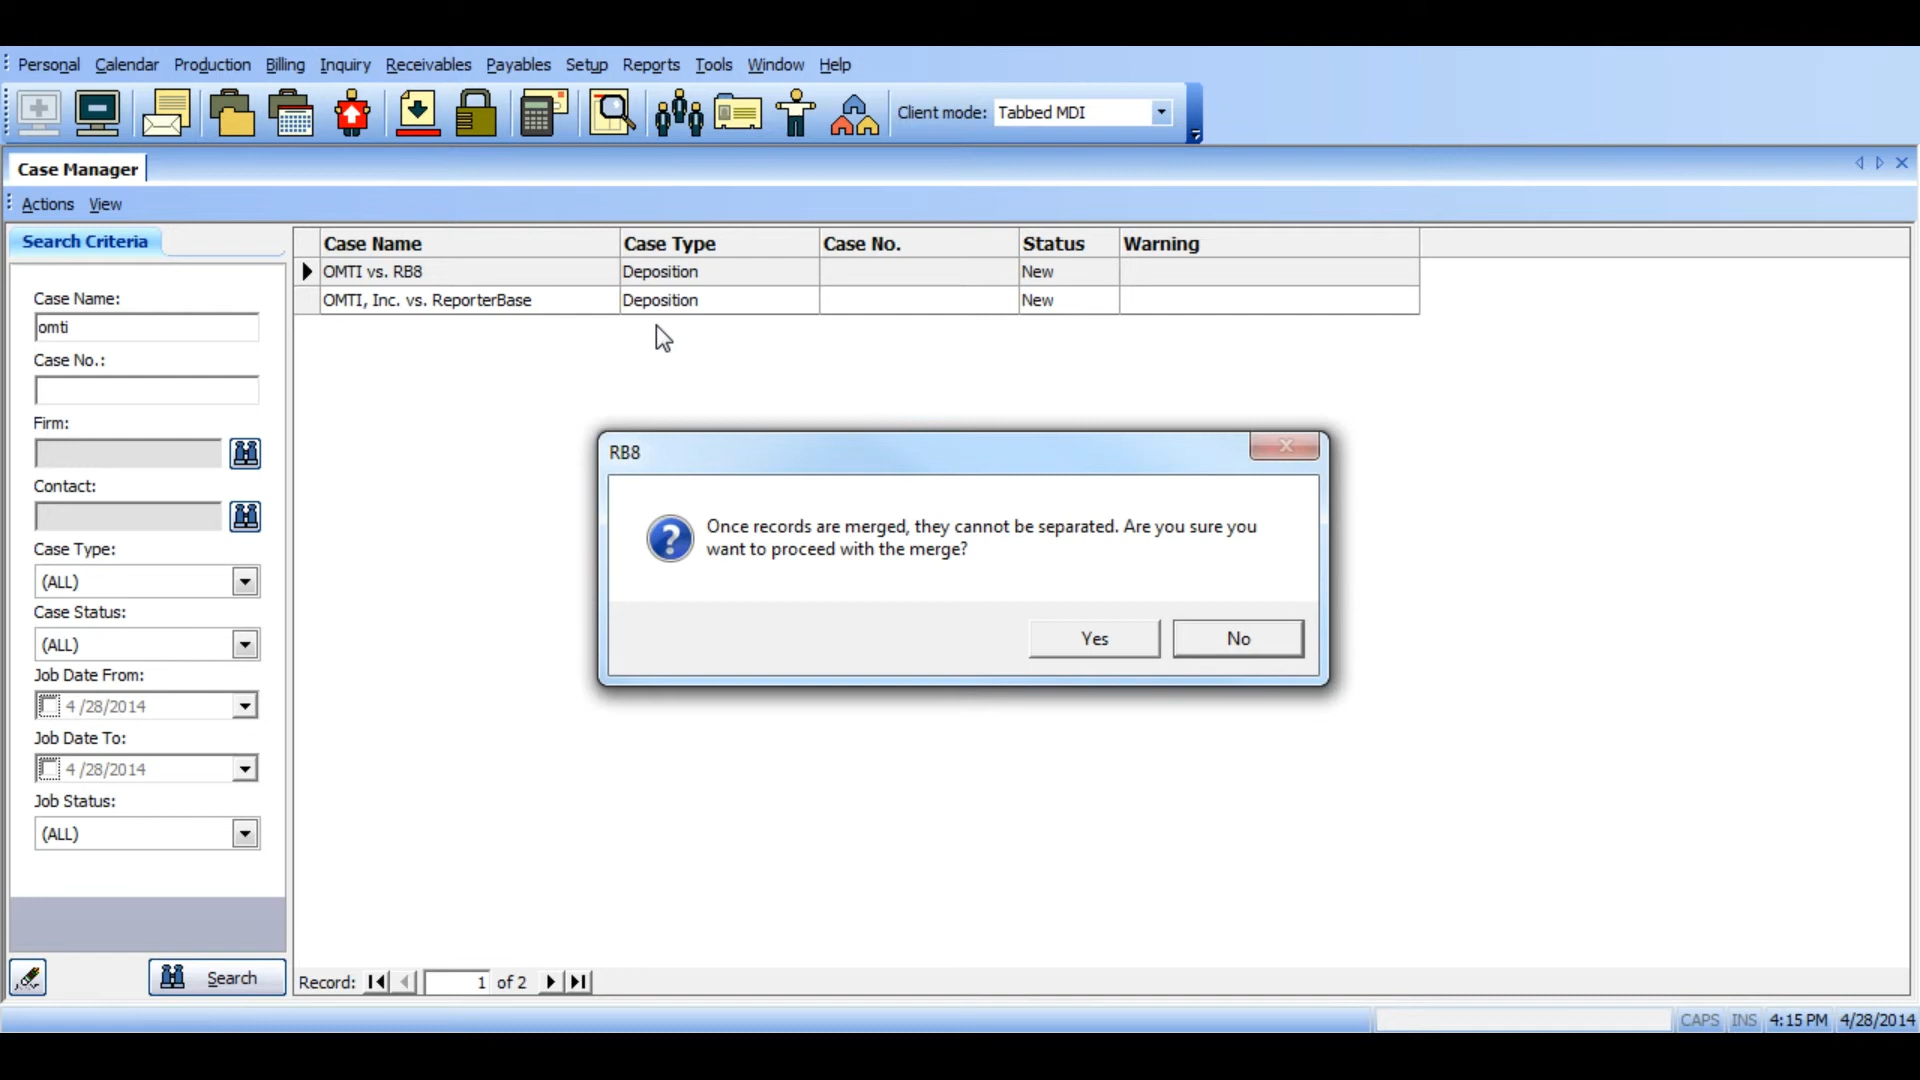 Personal Calendar Production Billing Inquiry Receivables Payables Setup Reports Tools Window Help
Client mode: Tabbed MDI
Case Manager
Actions View
Search Criteria
Case Name:
omti
Case No.:
Firm:
Contact:
Case Type:
(ALL)
Case Status:
(ALL)
Job Date From:
4 /28/2014
Job Date To:
4 /28/2014
Job Status:
(ALL)
Search
Case Name Case Type Case No. Status Warning
OMTI vs. RB8 Deposition New
OMTI, Inc. vs. ReporterBase Deposition New
RB8
Once records are merged, they cannot be separated. Are you sure you
want to proceed with the merge?
Yes No
Record: 1 of 2
CAPS INS 4:15 PM 4/28/2014